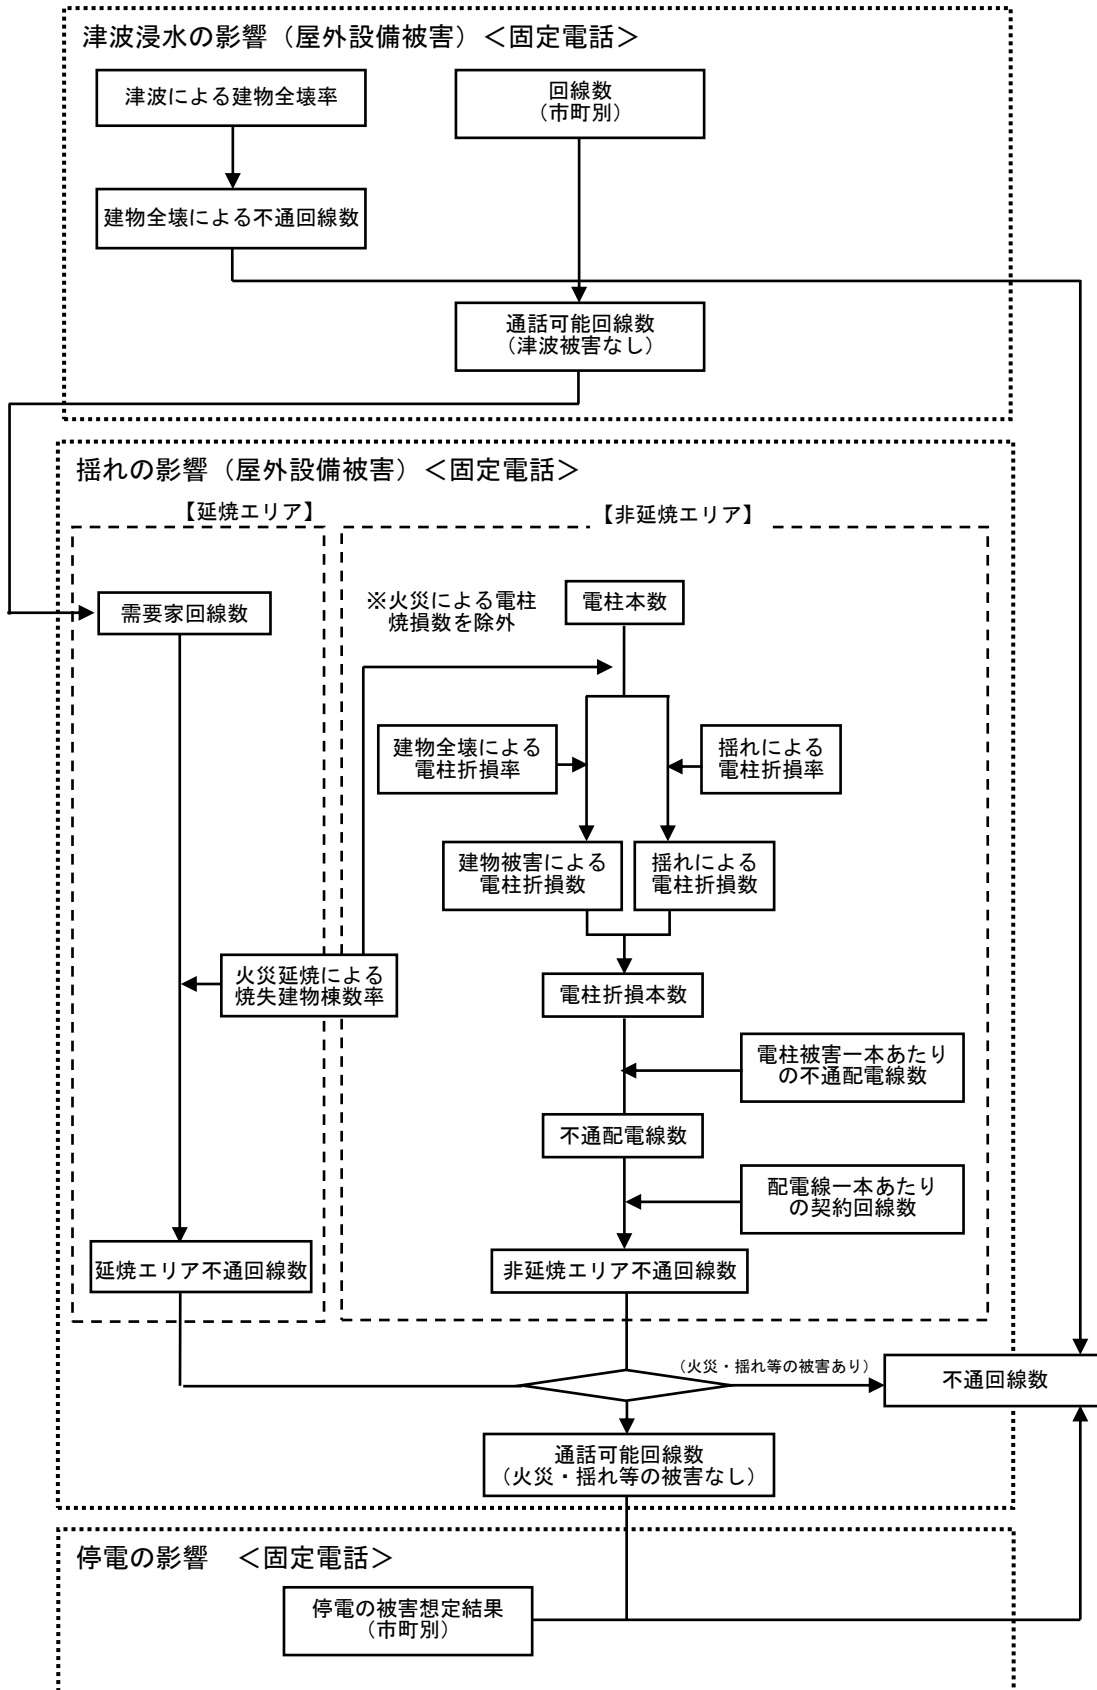 津波浸水の影響（屋外設備被害）＜固定電話＞
津波による建物全壊率
回線数
（市町別）
建物全壊による不通回線数
通話可能回線数
（津波被害なし）
揺れの影響（屋外設備被害）＜固定電話＞
【延焼エリア】
【非延焼エリア】
需要家回線数
※火災による電柱
焼損数を除外
電柱本数
建物全壊による
電柱折損率
揺れによる
電柱折損率
建物被害による
電柱折損数
揺れによる
電柱折損数
火災延焼による
焼失建物棟数率
電柱折損本数
電柱被害一本あたり
の不通配電線数
不通配電線数
配電線一本あたり
の契約回線数
延焼エリア不通回線数
非延焼エリア不通回線数
（火災・揺れ等の被害あり）
不通回線数
通話可能回線数
（火災・揺れ等の被害なし）
停電の影響　＜固定電話＞
停電の被害想定結果
（市町別）